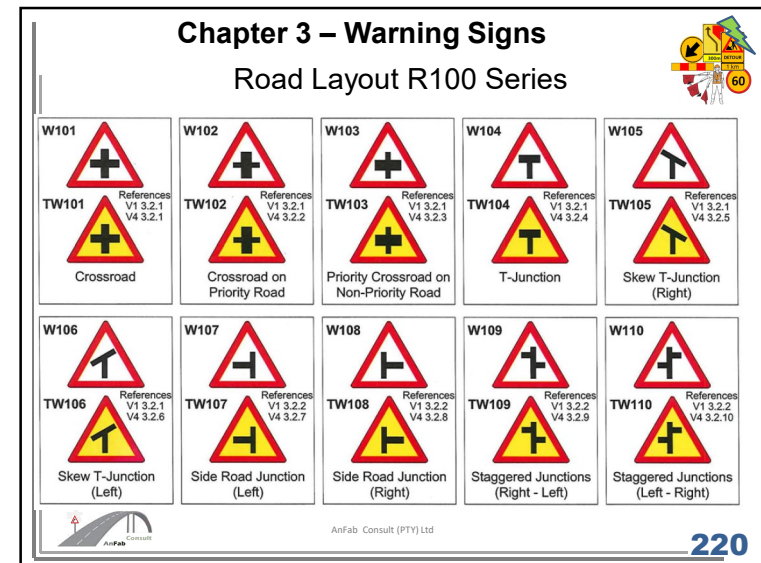 Chapter 3 – Warning Signs
Road Layout R100 Series
300m
DETOUR
1 km
60
W101
TW101
References
V1 3.2.1
V4 3.2.1
Crossroad
W102
TW102
References
V1 3.2.1
V4 3.2.2
Crossroad on
Priority Road
W103
TW103
References
V1 3.2.1
V4 3.2.3
Priority Crossroad on
Non-Priority Road
W104
TW104
References
V1 3.2.1
V4 3.2.4
T-Junction
W105
TW105
References
V1 3.2.1
V4 3.2.5
Skew T-Junction
(Right)
W106
TW106
References
V1 3.2.1
V4 3.2.6
Skew T-Junction
(Left)
W107
TW107
References
V1 3.2.2
V4 3.2.7
Side Road Junction
(Left)
W108
TW108
References
V1 3.2.2
V4 3.2.8
Side Road Junction
(Right)
W109
TW109
References
V1 3.2.2
V4 3.2.9
Staggered Junctions
(Right - Left)
W110
TW110
References
V1 3.2.2
V4 3.2.10
Staggered Junctions
(Left - Right)
AnFab Consult
AnFab Consult (PTY) Ltd
220